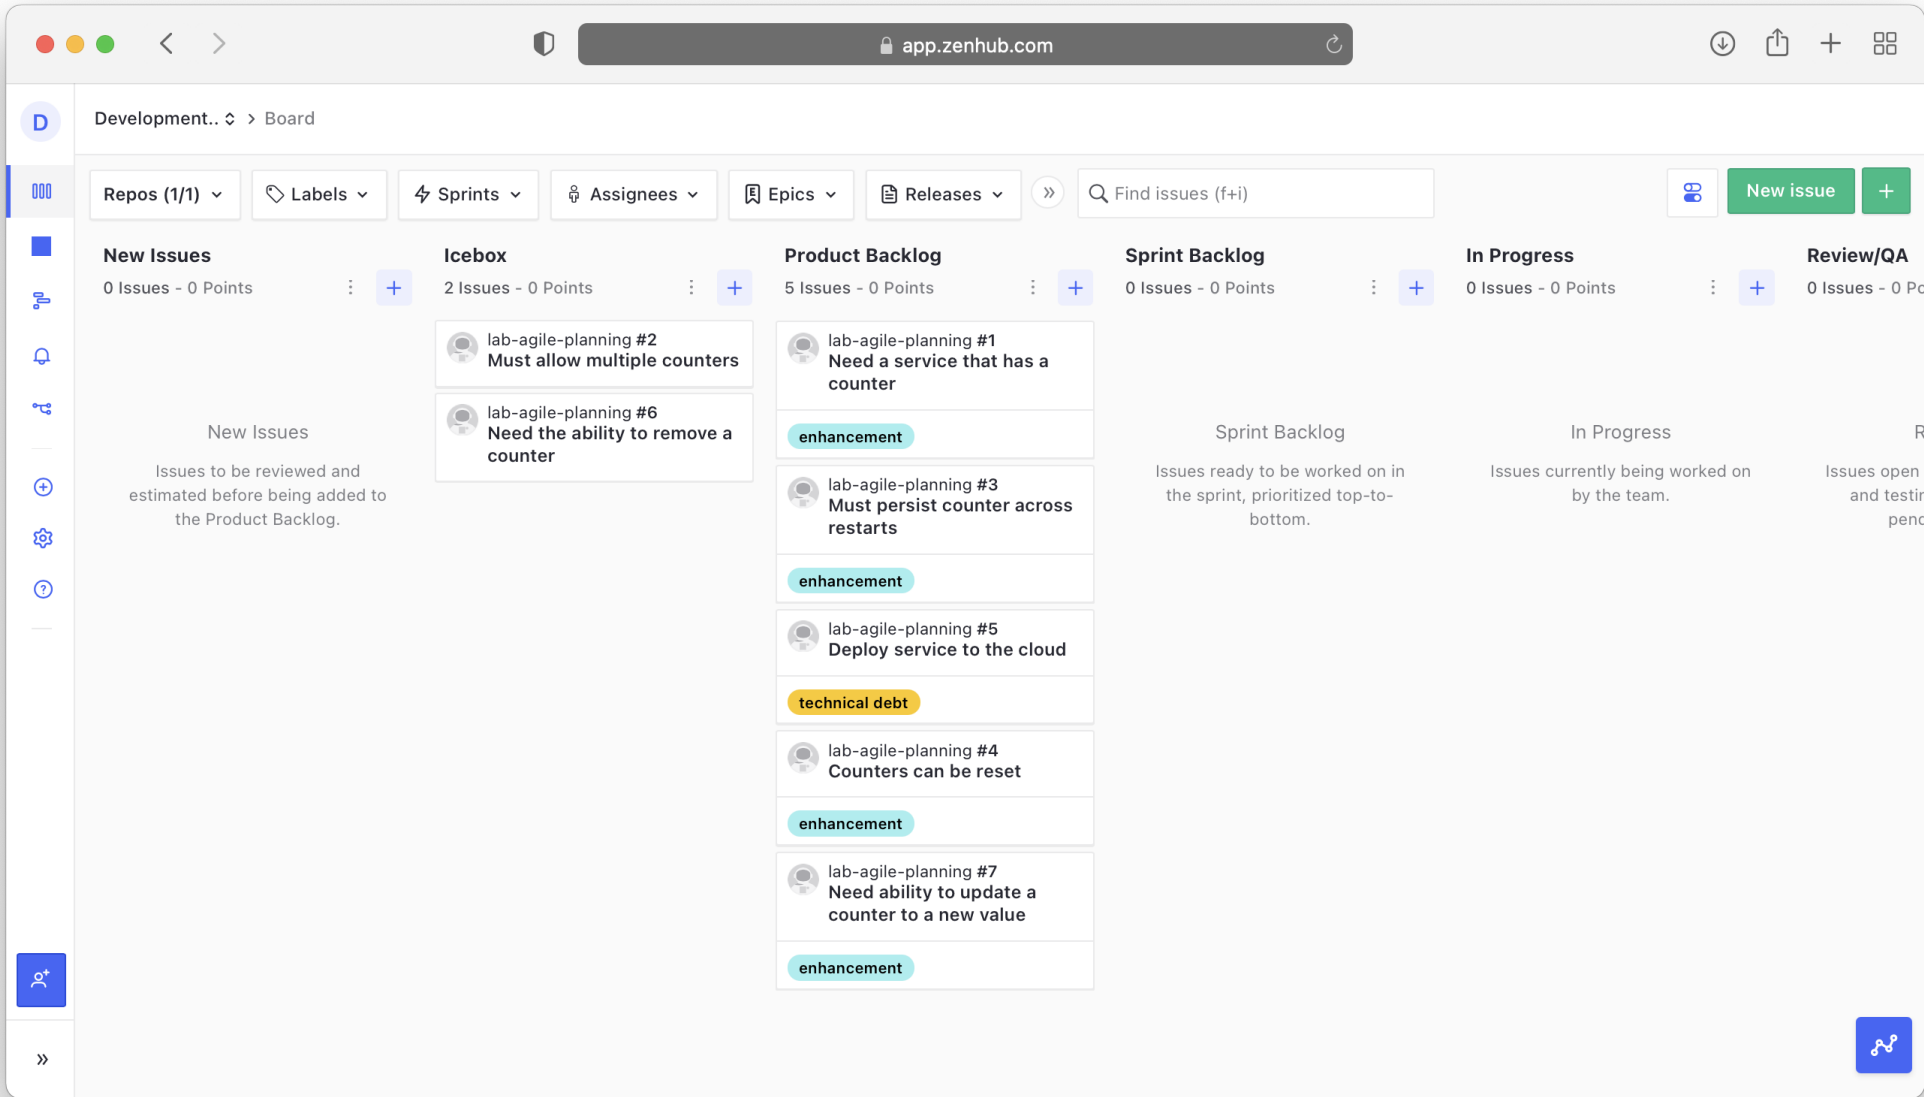 app.zenhub.com
D
Development.. > Board
Repos (1/1)
Labels
Sprints
Assignees
Epics
Releases
Find issues (f+i)
New issue
New Issues
0 Issues - 0 Points
New Issues
Issues to be reviewed and
estimated before being added to
the Product Backlog.
Icebox
2 Issues - 0 Points
lab-agile-planning #2
Must allow multiple counters
lab-agile-planning #6
Need the ability to remove a
counter
Product Backlog
5 Issues - 0 Points
lab-agile-planning #1
Need a service that has a
counter
enhancement
lab-agile-planning #3
Must persist counter across
restarts
enhancement
lab-agile-planning #5
Deploy service to the cloud
technical debt
lab-agile-planning #4
Counters can be reset
enhancement
lab-agile-planning #7
Need ability to update a
counter to a new value
enhancement
Sprint Backlog
0 Issues - 0 Points
Sprint Backlog
Issues ready to be worked on in
the sprint, prioritized top-to-
bottom.
In Progress
0 Issues - 0 Points
In Progress
Issues currently being worked on
by the team.
Review/QA
0 Issues - 0 Po
R
Issues open
and testin
pend